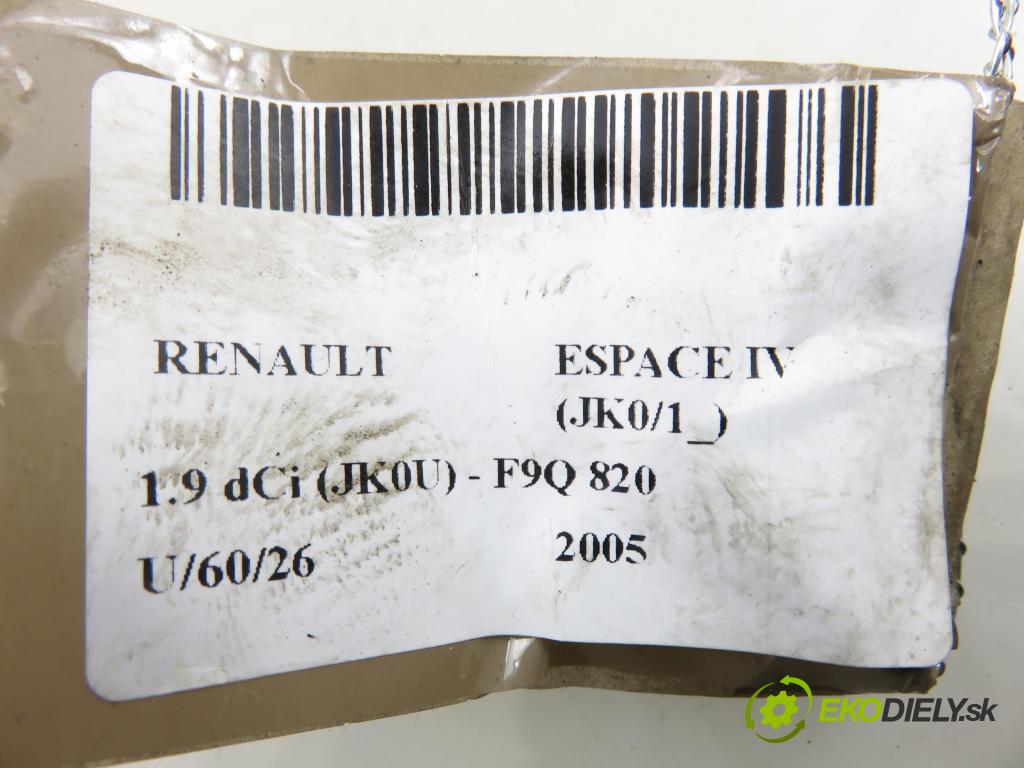 RENAULT ESPACE IV
(JK0/1_)
1.9 dCi (JK0U) - F9Q 820
U/60/26 2005
EKODIELY.sk